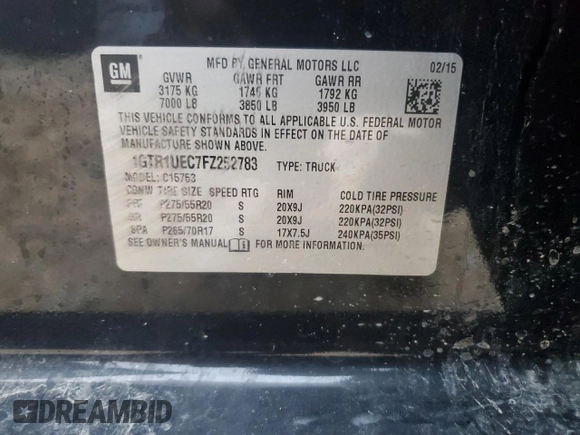 GM
MFD BY GENERAL MOTORS LLC 02/15
GVWR GAWR FRT GAWR RR
3175 KG 1746 KG 1792 KG
7000 LB 3850 LB 3950 LB
THIS VEHICLE CONFORMS TO ALL APPLICABLE U.S. FEDERAL MOTOR
VEHICLE SAFETY STANDARDS IN EFFECT ON THE DATE OF
MANUFACTURE SHOWN ABOVE.
1GTR1UEC7FZ252783 TYPE: TRUCK
MODEL: C15753
TIRE SIZE SPEED RTG RIM COLD TIRE PRESSURE
FRT P275/55R20 S 20X9J 220KPA(32PSI)
RR P275/55R20 S 20X9J 220KPA(32PSI)
SPA P265/70R17 S 17X7.5J 240KPA(35PSI)
SEE OWNER'S MANUAL FOR MORE INFORMATION.
DREAMBID